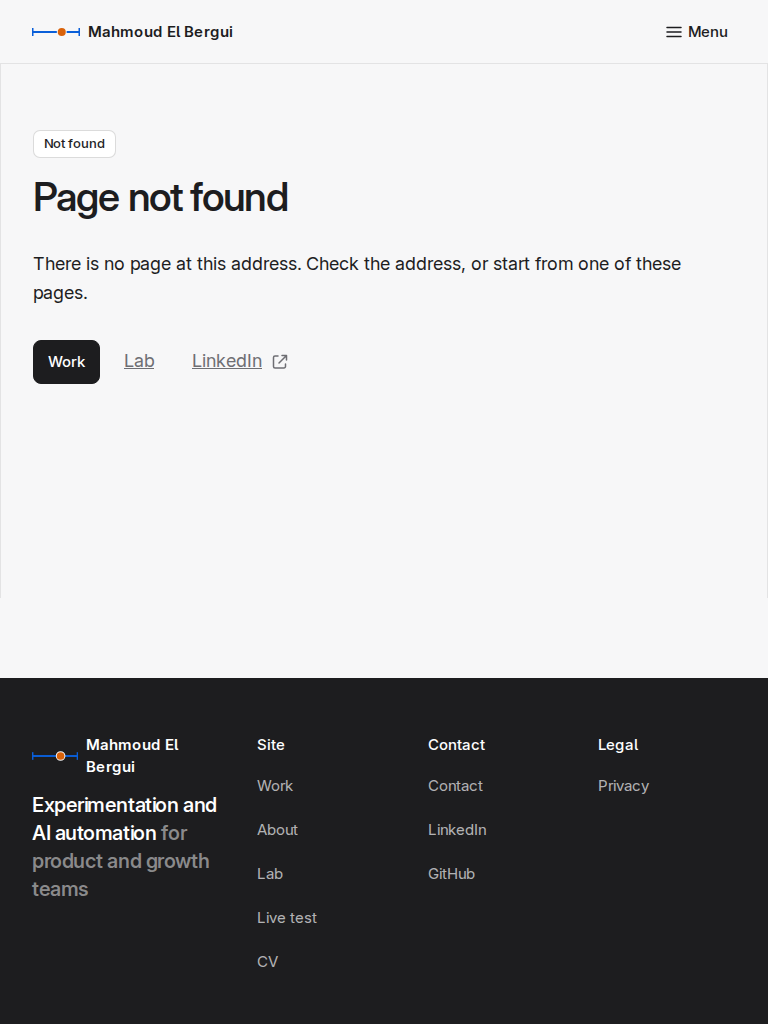 Mahmoud El Bergui
Menu
Not found
Page not found
There is no page at this address. Check the address, or start from one of these
pages.
Work
Lab
LinkedIn
Mahmoud El
Bergui
Experimentation and
AI automation for
product and growth
teams
Site
Work
About
Lab
Live test
CV
Contact
Contact
LinkedIn
GitHub
Legal
Privacy